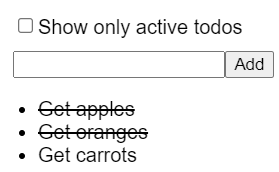 Show only active todos
Add
Get apples
Get oranges
Get carrots